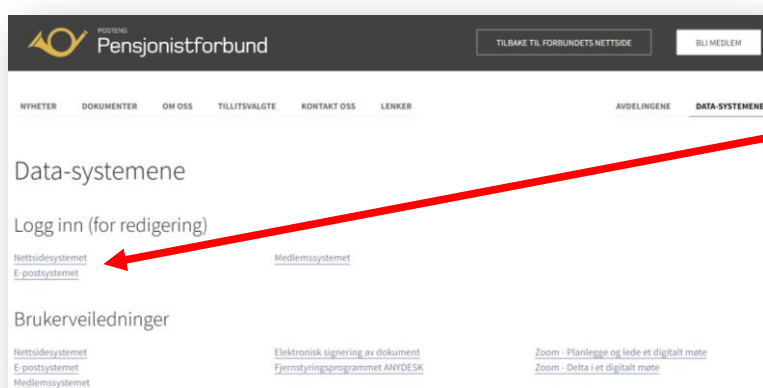 POSTENS
Pensjonistforbund
TILBAKE TIL FORBUNDETS NETTSIDE
BLI MEDLEM
NYHETER DOKUMENTER OM OSS TILLITSVALGTE KONTAKT OSS LENKER AVDELINGENE DATA-SYSTEMENE
Data-systemene
Logg inn (for redigering)
Nettsidesystemet Medlemssystemet
E-postsystemet
Brukerveiledninger
Nettsidesystemet Elektronisk signering av dokument Zoom - Planlegge og lede et digitalt møte
E-postsystemet Fjernstyringsprogrammet ANYDESK Zoom - Delta i et digitalt møte
Medlemssystemet